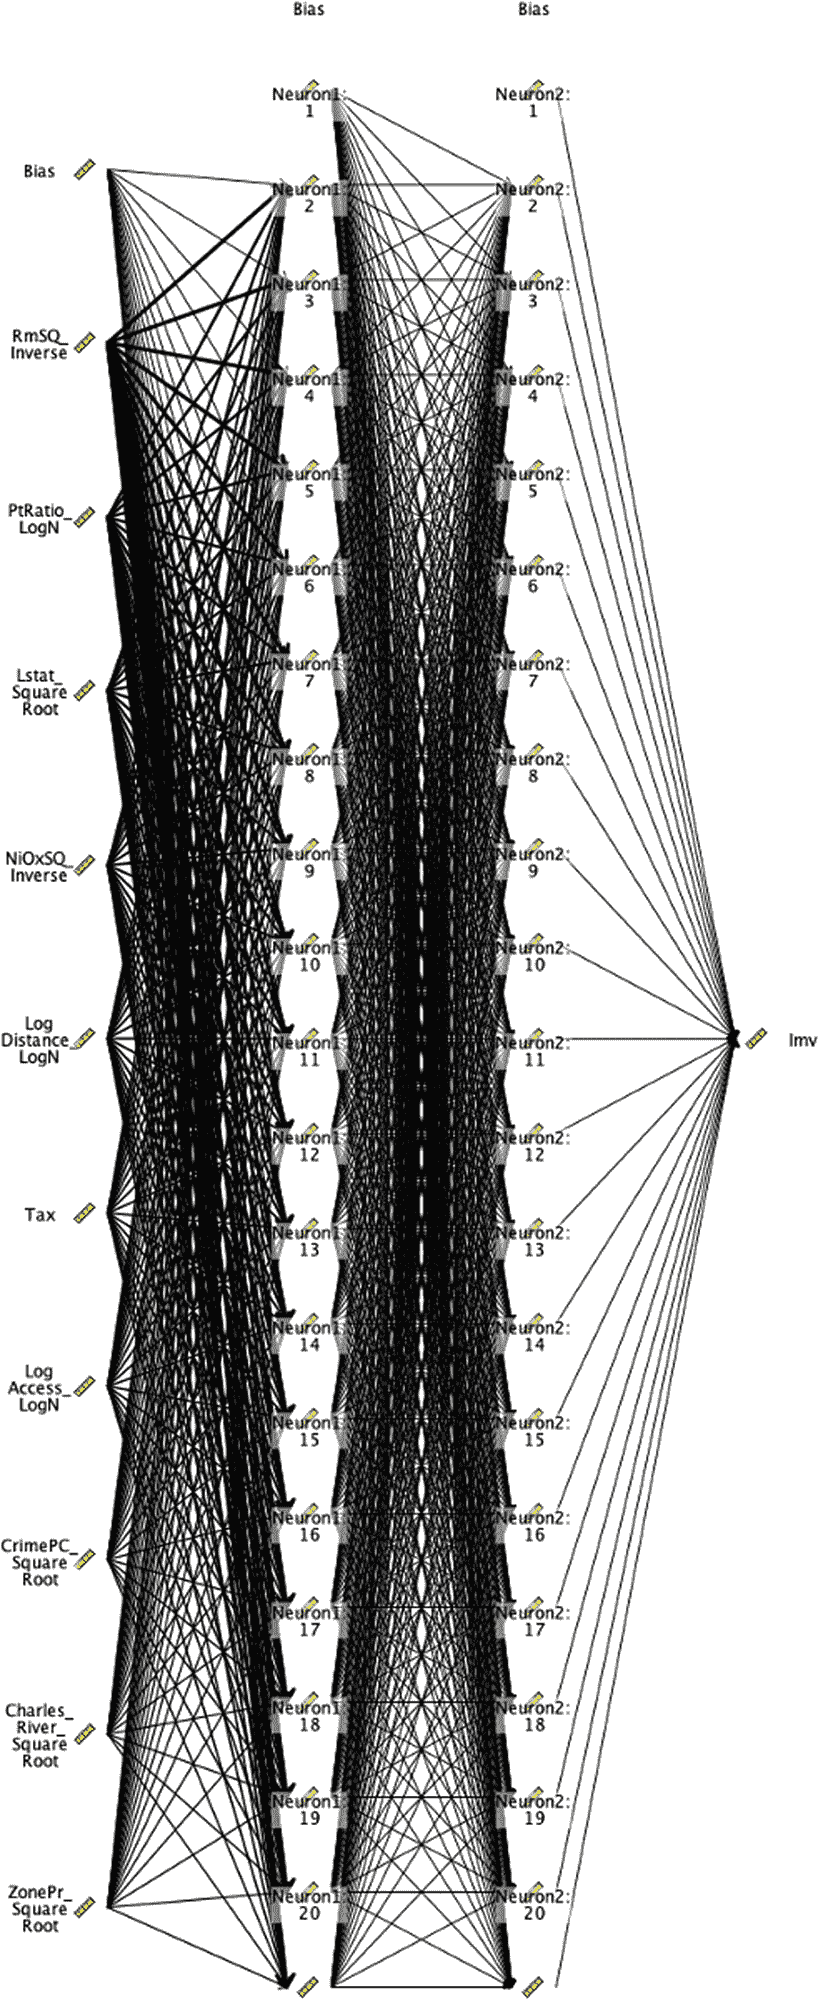 Bias
Bias
Bias
RmSQ_
Inverse
PtRatio_
LogN
Lstat_
Square
Root
NiOxSQ_
Inverse
Log
Distance_
LogN
Tax
Log
Access_
LogN
CrimePC_
Square
Root
Charles_
River_
Square
Root
ZonePr_
Square
Root
Neuron1:
1
Neuron1:
2
Neuron1:
3
Neuron1:
4
Neuron1:
5
Neuron1:
6
Neuron1:
7
Neuron1:
8
Neuron1:
9
Neuron1:
10
Neuron1:
11
Neuron1:
12
Neuron1:
13
Neuron1:
14
Neuron1:
15
Neuron1:
16
Neuron1:
17
Neuron1:
18
Neuron1:
19
Neuron1:
20
Neuron2:
1
Neuron2:
2
Neuron2:
3
Neuron2:
4
Neuron2:
5
Neuron2:
6
Neuron2:
7
Neuron2:
8
Neuron2:
9
Neuron2:
10
Neuron2:
11
Neuron2:
12
Neuron2:
13
Neuron2:
14
Neuron2:
15
Neuron2:
16
Neuron2:
17
Neuron2:
18
Neuron2:
19
Neuron2:
20
lmv